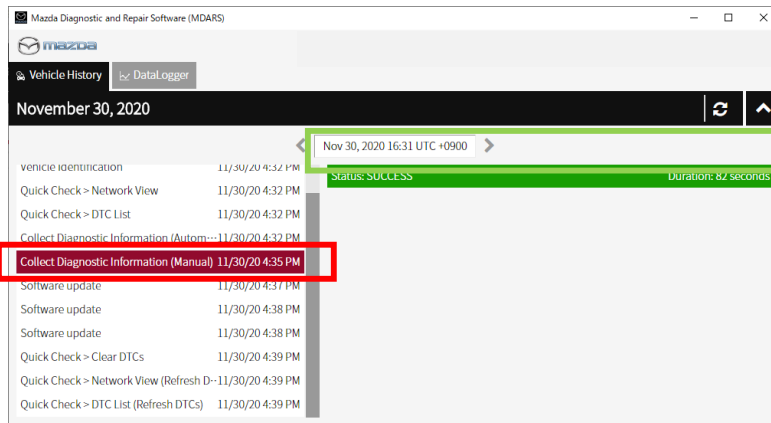 Mazda Diagnostic and Repair Software (MDARS)
mazda
Vehicle History DataLogger
November 30, 2020
Nov 30, 2020 16:31 UTC +0900
Vehicle Identification 11/30/20 4:32 PM
Status: SUCCESS Duration: 82 seconds
Quick Check > Network View 11/30/20 4:32 PM
Quick Check > DTC List 11/30/20 4:32 PM
Collect Diagnostic Information (Autom··· 11/30/20 4:32 PM
Collect Diagnostic Information (Manual) 11/30/20 4:35 PM
Software update 11/30/20 4:37 PM
Software update 11/30/20 4:38 PM
Software update 11/30/20 4:38 PM
Quick Check > Clear DTCs 11/30/20 4:39 PM
Quick Check > Network View (Refresh D··· 11/30/20 4:39 PM
Quick Check > DTC List (Refresh DTCs) 11/30/20 4:39 PM